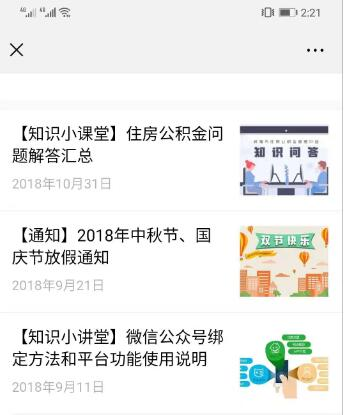 2:21
【知识小课堂】住房公积金问
题解答汇总
知识问答
2018年10月31日
【通知】2018年中秋节、国
庆节放假通知
双节快乐
2018年9月21日
【知识小讲堂】微信公众号绑
定方法和平台功能使用说明
2018年9月11日